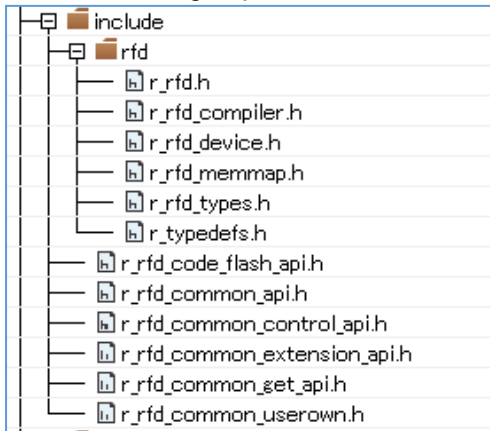 include
rfd
r_rfd.h
r_rfd_compiler.h
r_rfd_device.h
r_rfd_memmap.h
r_rfd_types.h
r_typedefs.h
r_rfd_code_flash_api.h
r_rfd_common_api.h
r_rfd_common_control_api.h
r_rfd_common_extension_api.h
r_rfd_common_get_api.h
r_rfd_common_userown.h